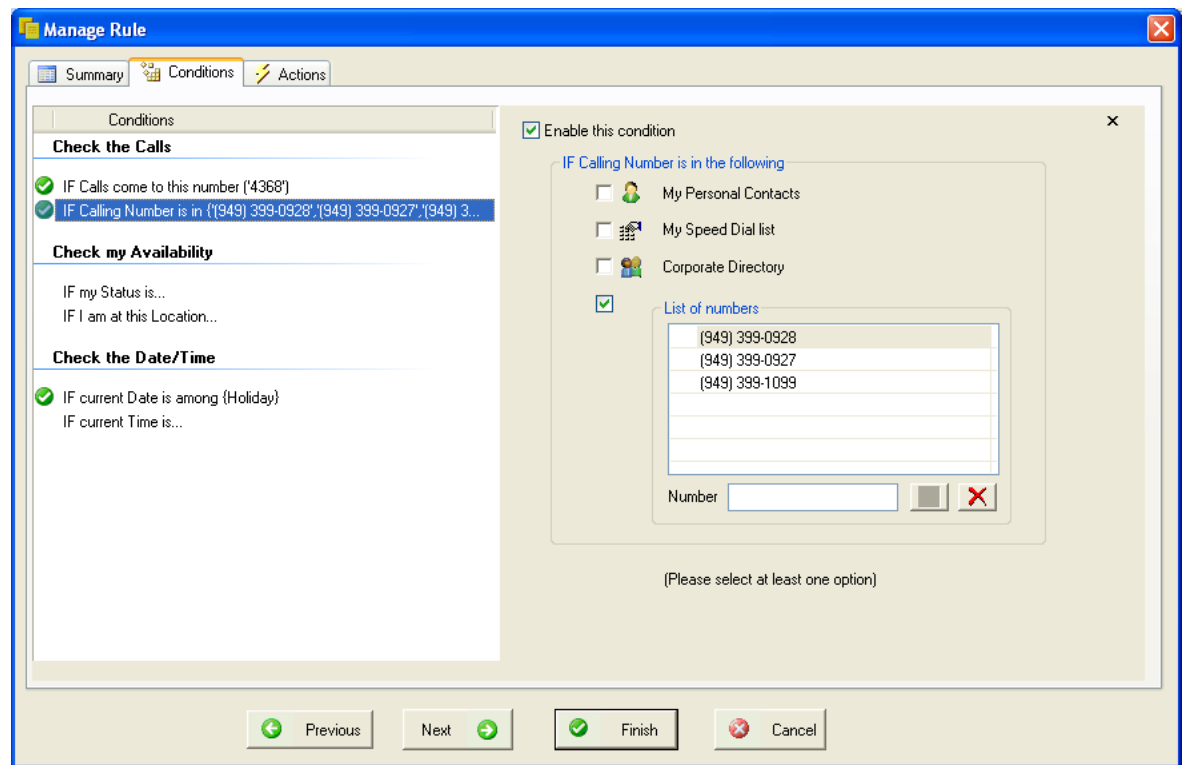 Manage Rule
Summary
Conditions
Actions
Conditions
Check the Calls
IF Calls come to this number ('4368')
IF Calling Number is in {'(949) 399-0928','(949) 399-0927','(949) 3...
Check my Availability
IF my Status is...
IF I am at this Location...
Check the Date/Time
IF current Date is among {Holiday}
IF current Time is...
Enable this condition
IF Calling Number is in the following
My Personal Contacts
My Speed Dial list
Corporate Directory
List of numbers
(949) 399-0928
(949) 399-0927
(949) 399-1099
Number
(Please select at least one option)
Previous
Next
Finish
Cancel